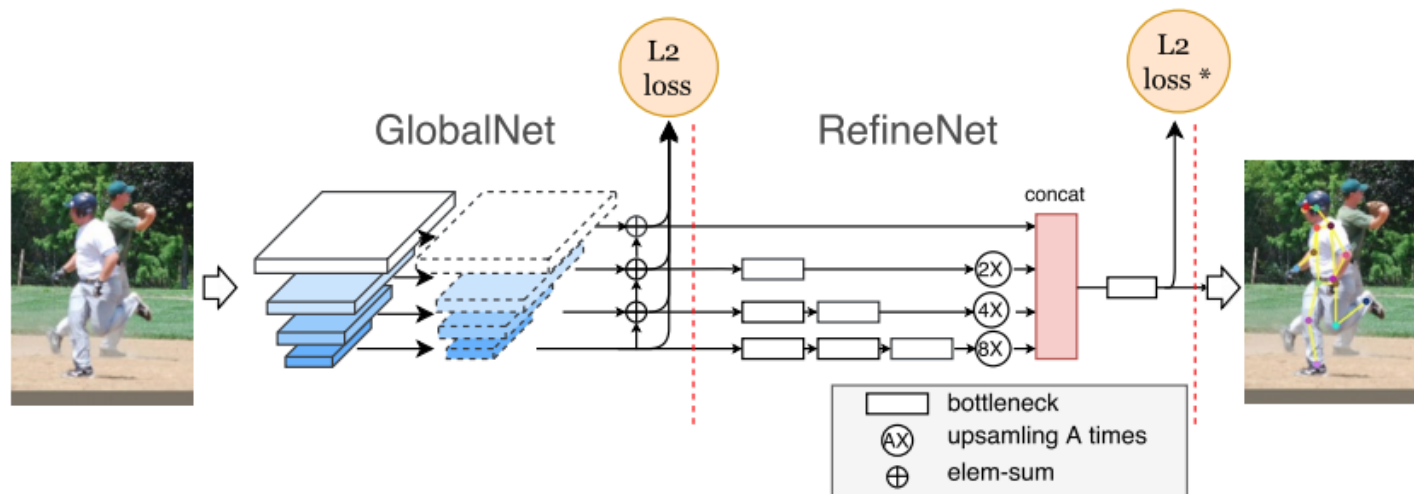 L2
loss
L2
loss *
GlobalNet
RefineNet
concat
2X
4X
8X
bottleneck
AX upsamling A times
elem-sum